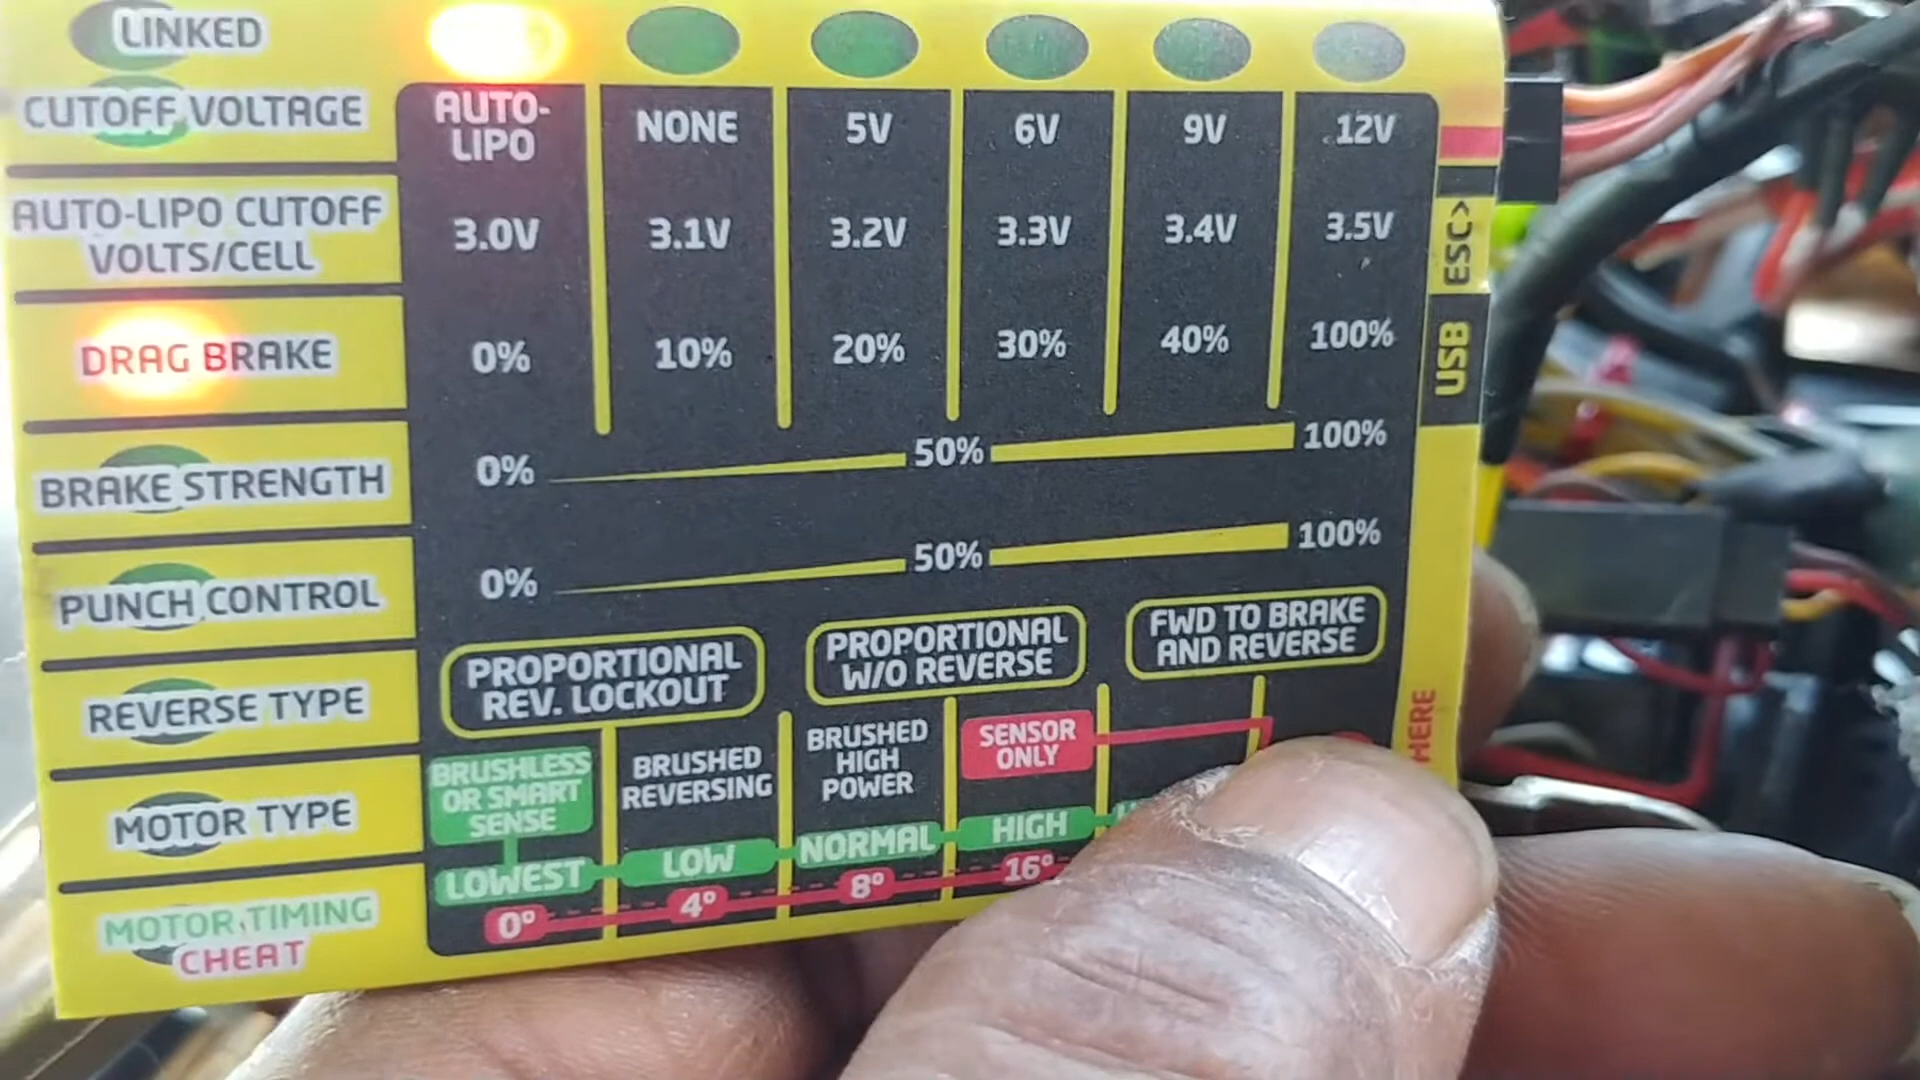 LINKED
CUTOFF VOLTAGE
AUTO-
LIPO
NONE
5V
6V
9V
12V
AUTO-LIPO CUTOFF
VOLTS/CELL
3.0V
3.1V
3.2V
3.3V
3.4V
3.5V
DRAG BRAKE
0%
10%
20%
30%
40%
100%
BRAKE STRENGTH
0%
50%
100%
PUNCH CONTROL
0%
50%
100%
REVERSE TYPE
PROPORTIONAL
REV. LOCKOUT
PROPORTIONAL
W/O REVERSE
FWD TO BRAKE
AND REVERSE
MOTOR TYPE
BRUSHLESS
OR SMART
SENSE
BRUSHED
REVERSING
BRUSHED
HIGH
POWER
SENSOR
ONLY
MOTOR TIMING
CHEAT
LOWEST
LOW
NORMAL
HIGH
0°
4°
8°
16°
ESC>
USB
HERE